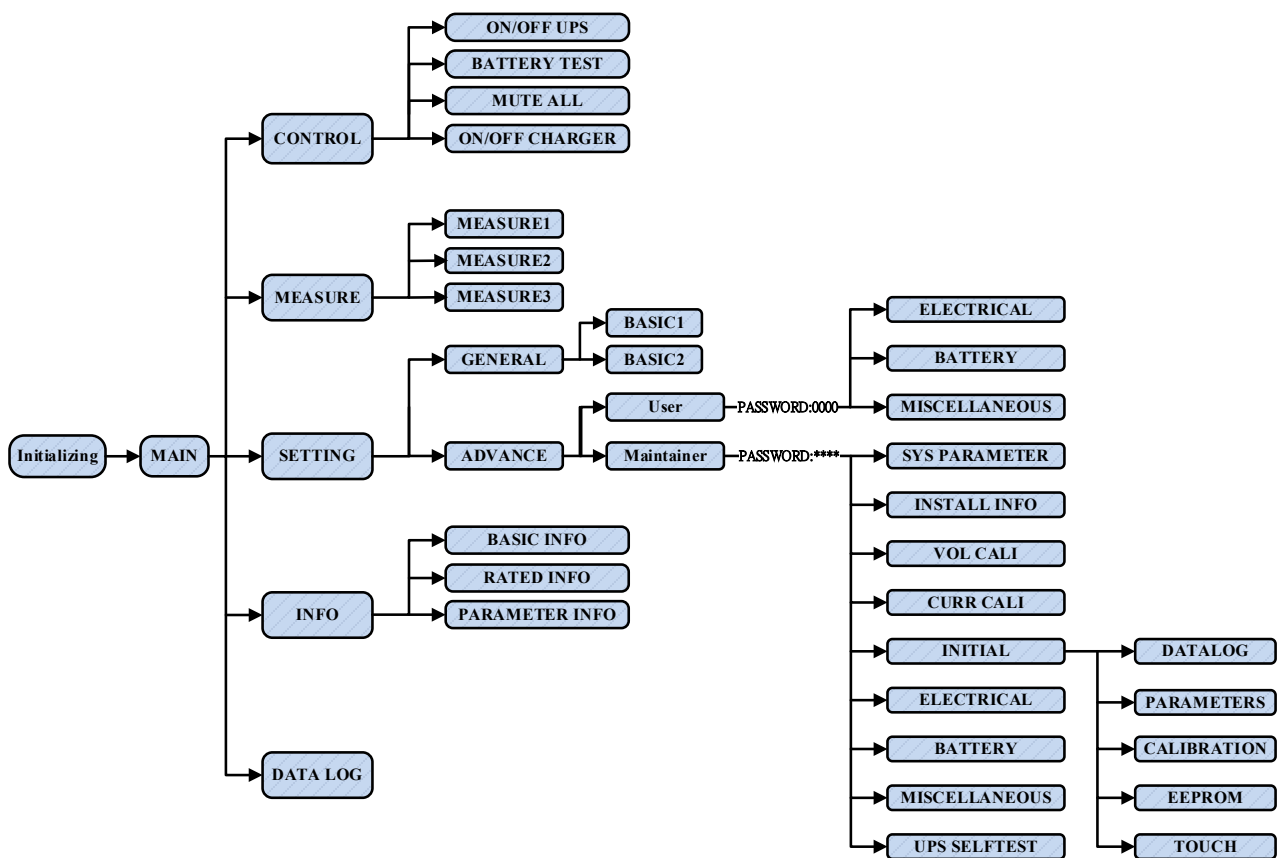 Initializing
MAIN
CONTROL
ON/OFF UPS
BATTERY TEST
MUTE ALL
ON/OFF CHARGER
MEASURE
MEASURE1
MEASURE2
MEASURE3
SETTING
GENERAL
BASIC1
BASIC2
ADVANCE
User
PASSWORD:0000
ELECTRICAL
BATTERY
MISCELLANEOUS
Maintainer
PASSWORD:****
SYS PARAMETER
INSTALL INFO
VOL CALI
CURR CALI
INITIAL
DATALOG
PARAMETERS
CALIBRATION
EEPROM
TOUCH
ELECTRICAL
BATTERY
MISCELLANEOUS
UPS SELFTEST
INFO
BASIC INFO
RATED INFO
PARAMETER INFO
DATA LOG